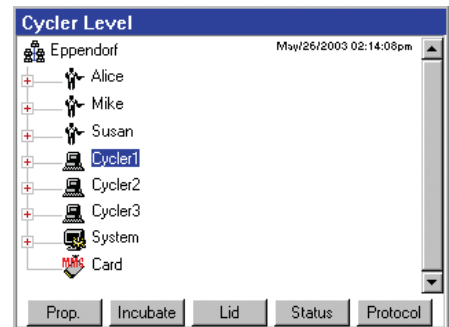 Cycler Level
Eppendorf May/26/2003 02:14:08pm
Alice
Mike
Susan
Cycler1
Cycler2
Cycler3
System
MMC Card
Prop. Incubate Lid Status Protocol